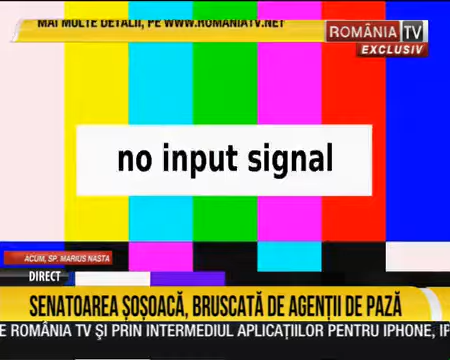 MAI MULTE DETALII, PE WWW.ROMANIATV.NET
ROMÂNIA TV
EXCLUSIV
no input signal
ACUM, SP. MARIUS NASTA
DIRECT
SENATOAREA ȘOȘOACĂ, BRUSCATĂ DE AGENȚII DE PAZĂ
E ROMÂNIA TV ȘI PRIN INTERMEDIUL APLICAȚIILOR PENTRU IPHONE, IP